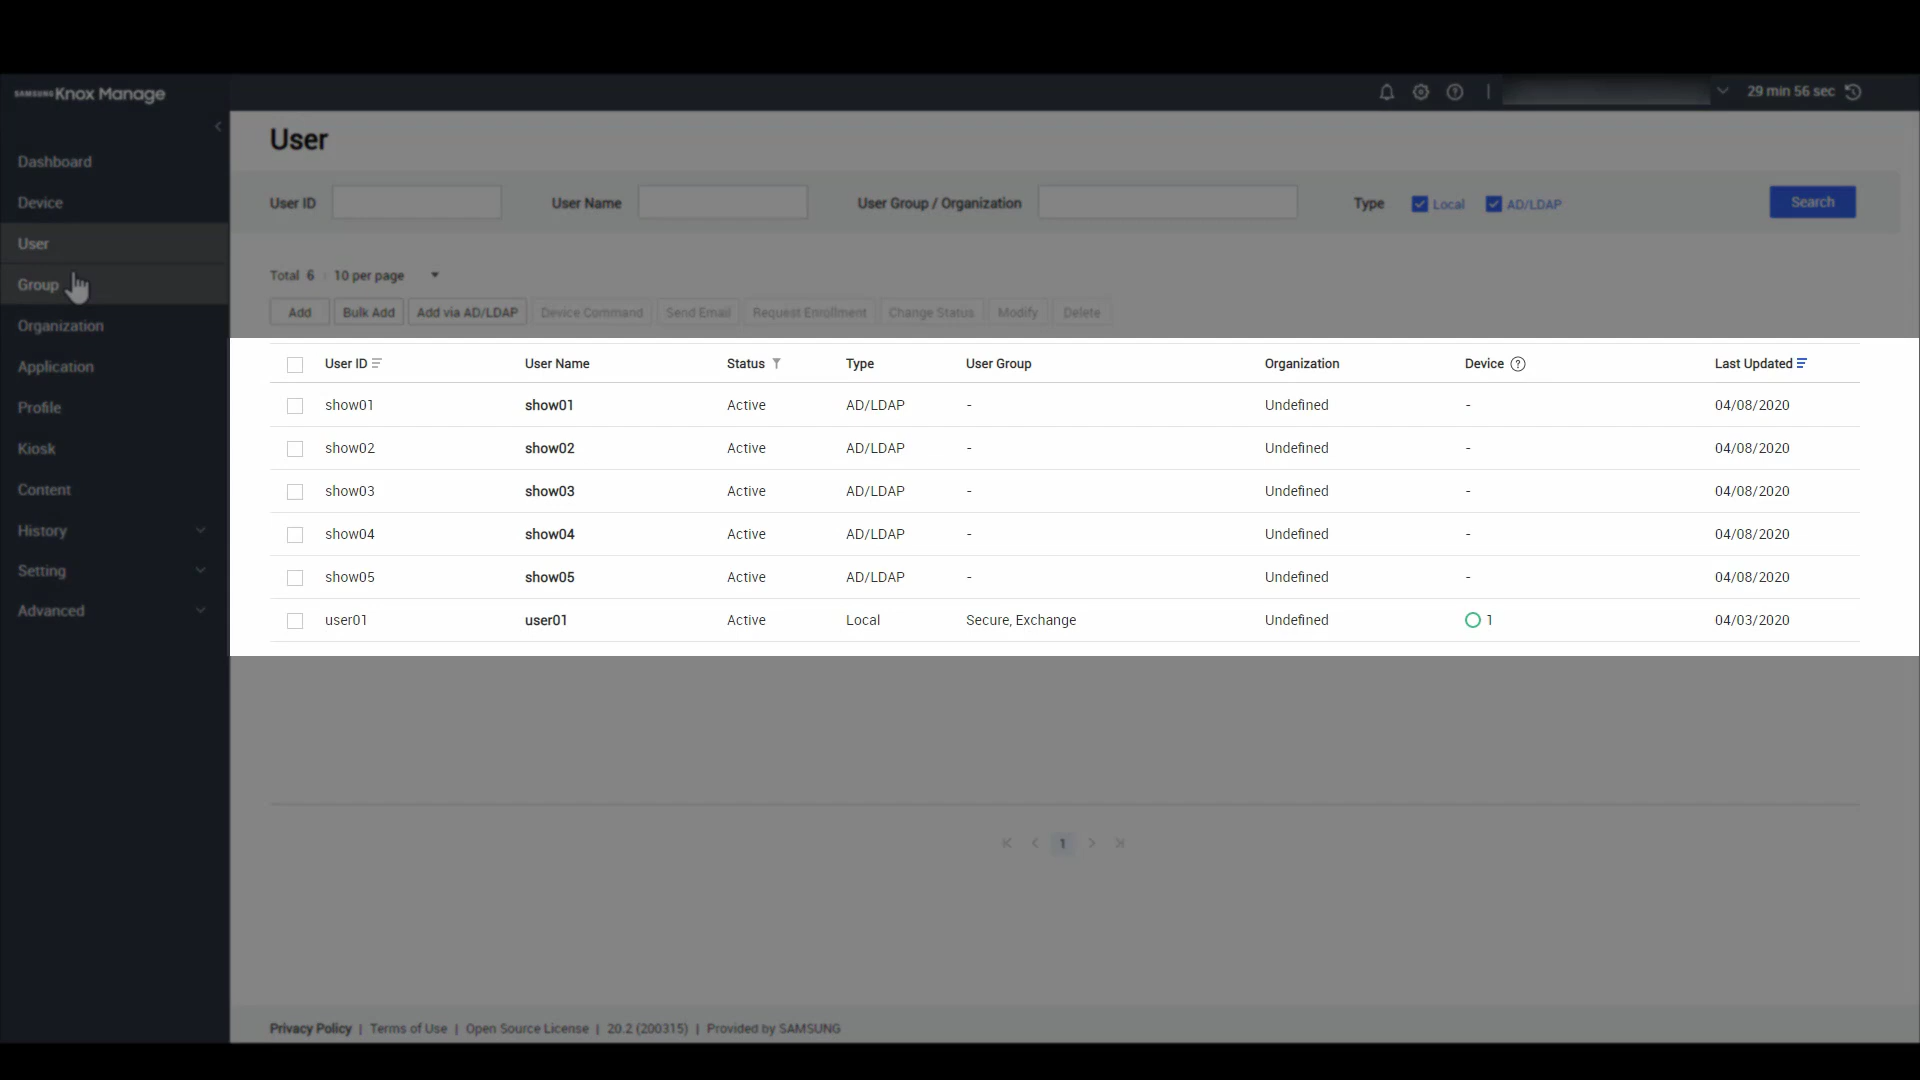 SAMSUNG Knox Manage
29 min 56 sec
User
Dashboard
Device
User
Group
Organization
Application
Profile
Kiosk
Content
History
Setting
Advanced
User ID User Name User Group / Organization Type Local AD/LDAP Search
Total 6 10 per page
Add Bulk Add Add via AD/LDAP Device Command Send Email Request Enrollment Change Status Modify Delete
User ID User Name Status Type User Group Organization Device ? Last Updated
show01 show01 Active AD/LDAP - Undefined - 04/08/2020
show02 show02 Active AD/LDAP - Undefined - 04/08/2020
show03 show03 Active AD/LDAP - Undefined - 04/08/2020
show04 show04 Active AD/LDAP - Undefined - 04/08/2020
show05 show05 Active AD/LDAP - Undefined - 04/08/2020
user01 user01 Active Local Secure, Exchange Undefined 1 04/03/2020
1
Privacy Policy | Terms of Use | Open Source License | 20.2 (200315) | Provided by SAMSUNG